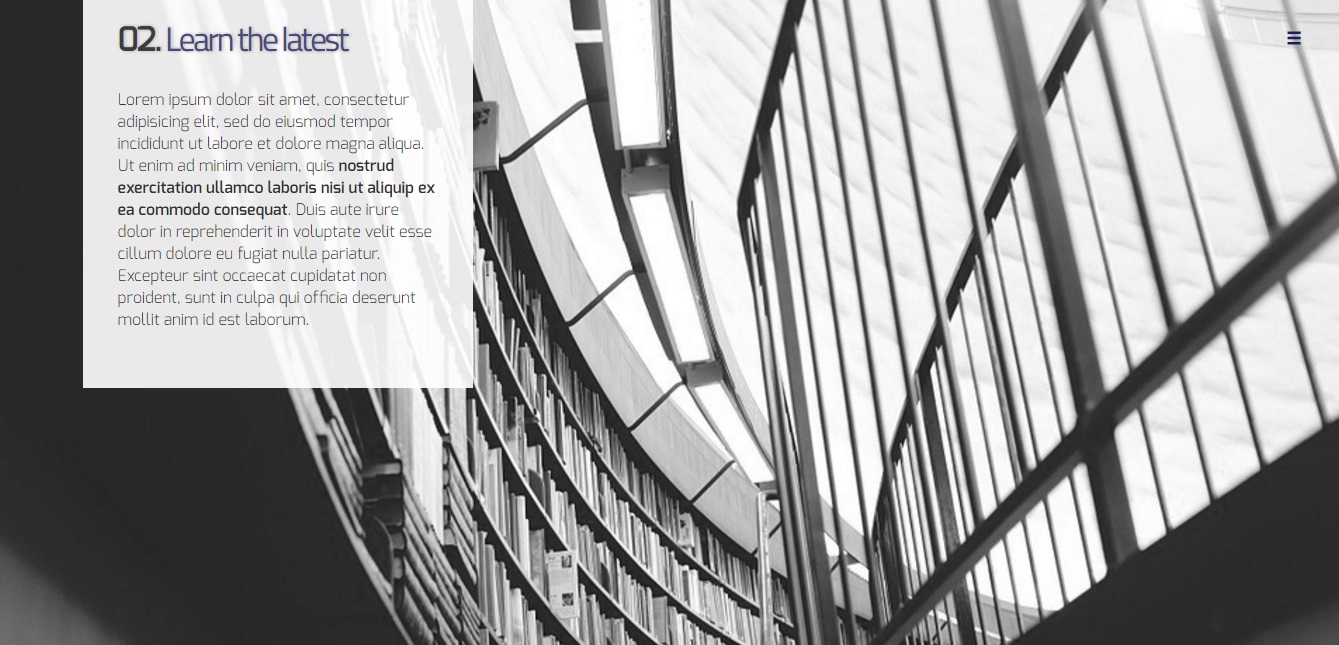 02. Learn the latest
Lorem ipsum dolor sit amet, consectetur
adipisicing elit, sed do eiusmod tempor
incididunt ut labore et dolore magna aliqua.
Ut enim ad minim veniam, quis nostrud
exercitation ullamco laboris nisi ut aliquip ex
ea commodo consequat. Duis aute irure
dolor in reprehenderit in voluptate velit esse
cillum dolore eu fugiat nulla pariatur.
Excepteur sint occaecat cupidatat non
proident, sunt in culpa qui officia deserunt
mollit anim id est laborum.